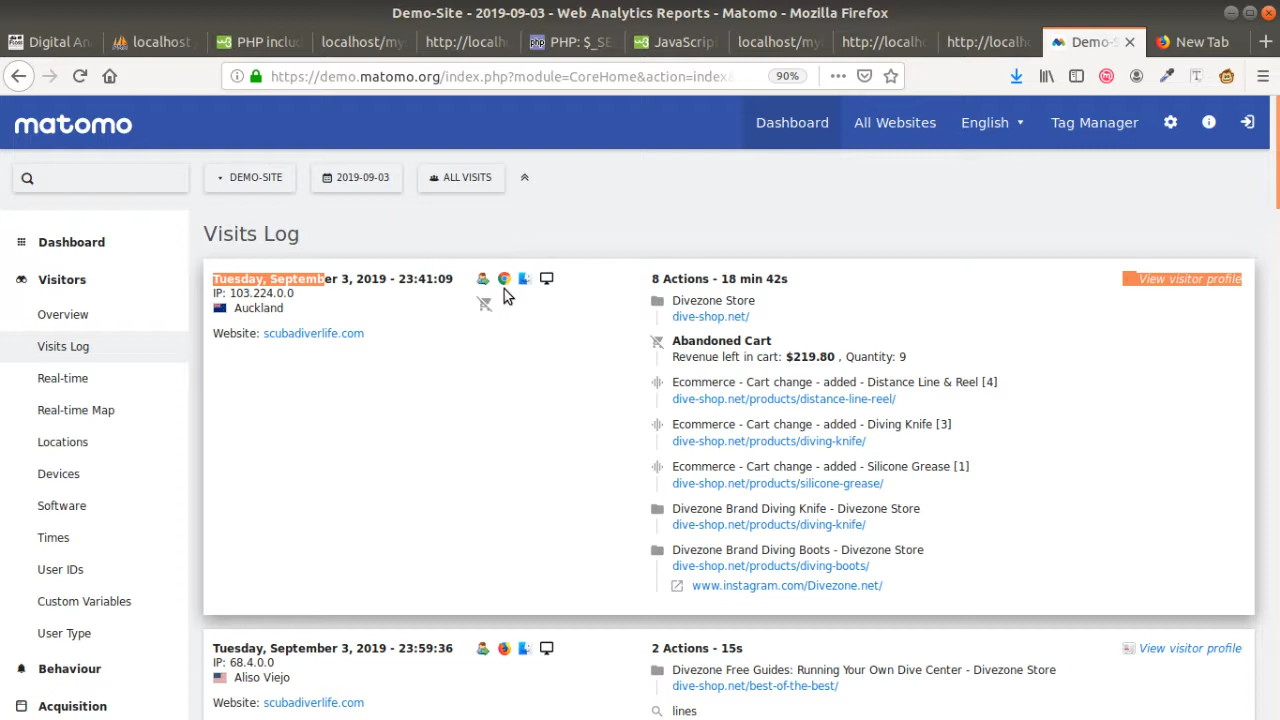 Demo-Site - 2019-09-03 - Web Analytics Reports - Matomo - Mozilla Firefox
Digital An
localhost
PHP inclu
localhost/my
http://localh
PHP: $_SE
JavaScrip
localhost/my
http://localh
http://localh
Demo-S
New Tab
https://demo.matomo.org/index.php?module=CoreHome&action=index&
90%
matomo
Dashboard
All Websites
English
Tag Manager
DEMO-SITE
2019-09-03
ALL VISITS
Dashboard
Visitors
Overview
Visits Log
Real-time
Real-time Map
Locations
Devices
Software
Times
User IDs
Custom Variables
User Type
Behaviour
Acquisition
Visits Log
Tuesday, September 3, 2019 - 23:41:09
IP: 103.224.0.0
Auckland
Website: scubadiverlife.com
8 Actions - 18 min 42s
View visitor profile
Divezone Store
dive-shop.net/
Abandoned Cart
Revenue left in cart: $219.80 , Quantity: 9
Ecommerce - Cart change - added - Distance Line & Reel [4]
dive-shop.net/products/distance-line-reel/
Ecommerce - Cart change - added - Diving Knife [3]
dive-shop.net/products/diving-knife/
Ecommerce - Cart change - added - Silicone Grease [1]
dive-shop.net/products/silicone-grease/
Divezone Brand Diving Knife - Divezone Store
dive-shop.net/products/diving-knife/
Divezone Brand Diving Boots - Divezone Store
dive-shop.net/products/diving-boots/
www.instagram.com/Divezone.net/
Tuesday, September 3, 2019 - 23:59:36
IP: 68.4.0.0
Aliso Viejo
Website: scubadiverlife.com
2 Actions - 15s
View visitor profile
Divezone Free Guides: Running Your Own Dive Center - Divezone Store
dive-shop.net/best-of-the-best/
lines